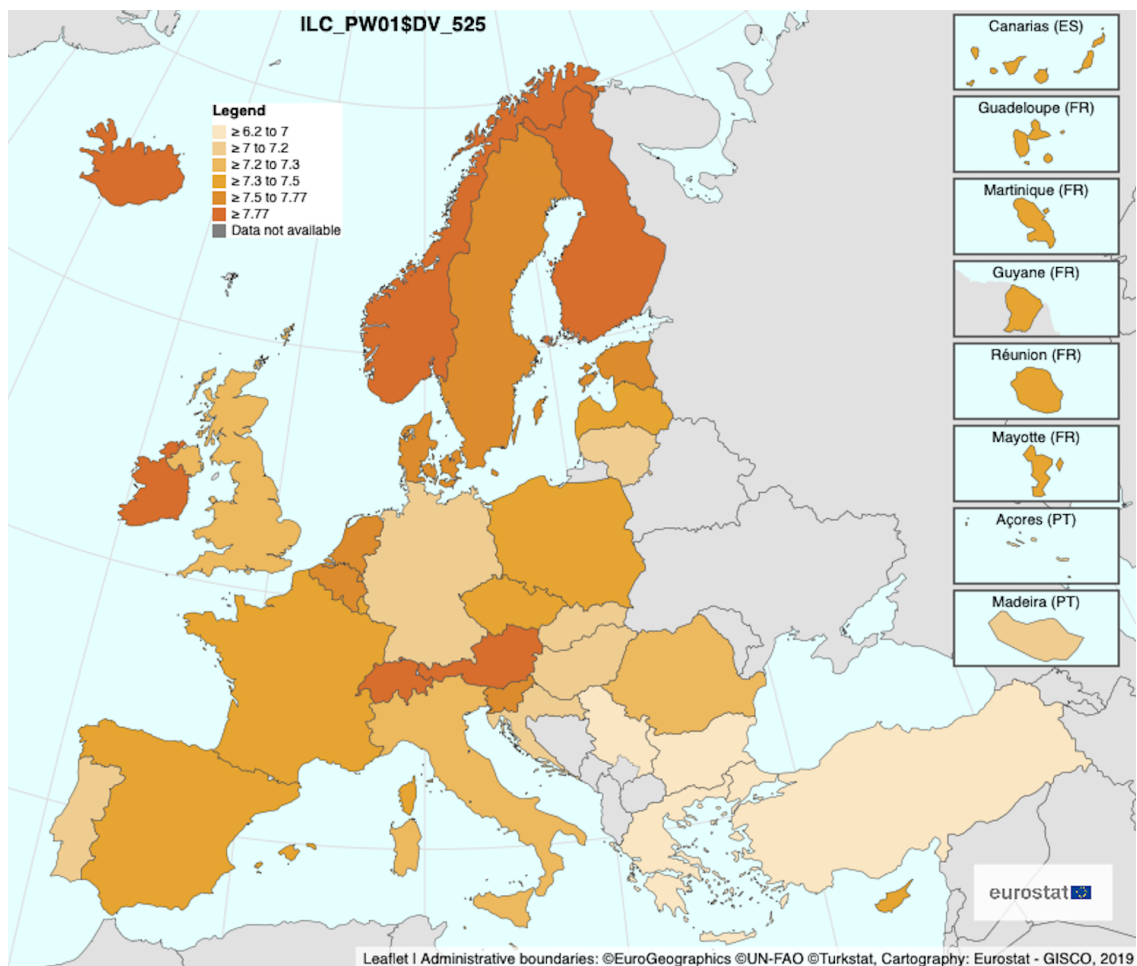 ILC_PW01$DV_525
Legend
≥ 6.2 to 7
≥ 7 to 7.2
≥ 7.2 to 7.3
≥ 7.3 to 7.5
≥ 7.5 to 7.77
≥ 7.77
Data not available
Canarias (ES)
Guadeloupe (FR)
Martinique (FR)
Guyane (FR)
Réunion (FR)
Mayotte (FR)
Açores (PT)
Madeira (PT)
eurostat
Leaflet | Administrative boundaries: ©EuroGeographics ©UN-FAO ©Turkstat, Cartography: Eurostat - GISCO, 2019